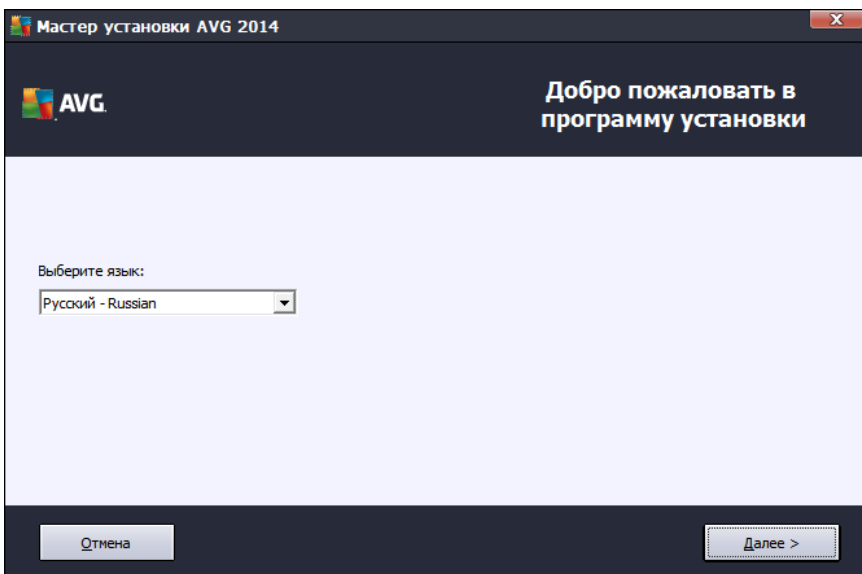 Мастер установки AVG 2014
AVG.
Добро пожаловать в
программу установки
Выберите язык:
Русский - Russian
Отмена
Далее >